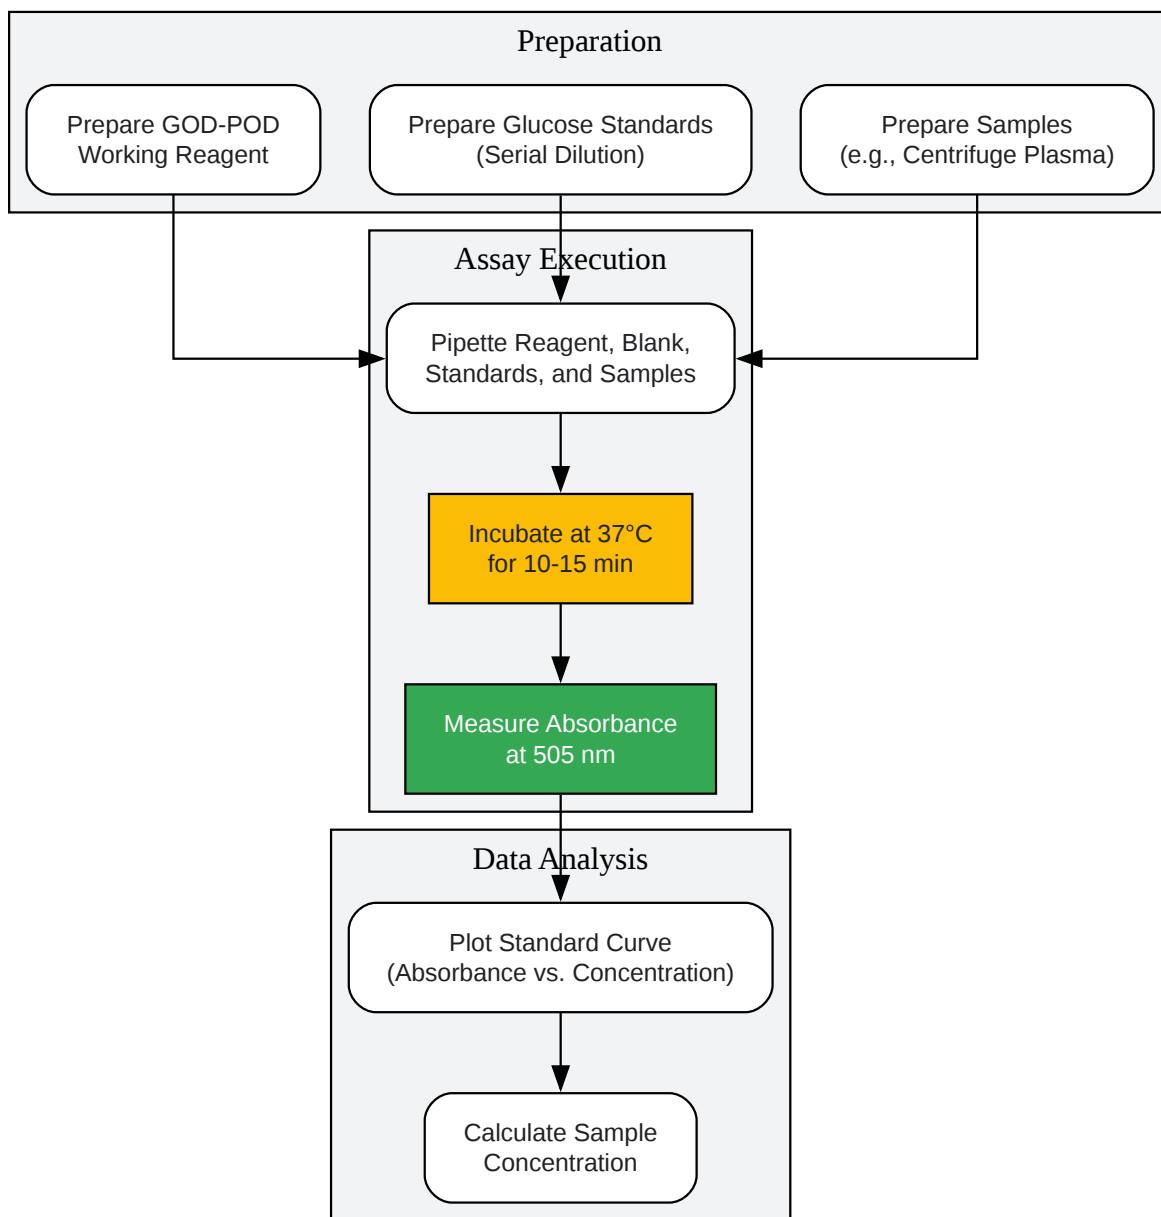 Preparation
Prepare GOD-POD
Working Reagent
Prepare Glucose Standards
(Serial Dilution)
Prepare Samples
(e.g., Centrifuge Plasma)
Assay Execution
Pipette Reagent, Blank,
Standards, and Samples
Incubate at 37°C
for 10-15 min
Measure Absorbance
at 505 nm
Data Analysis
Plot Standard Curve
(Absorbance vs. Concentration)
Calculate Sample
Concentration